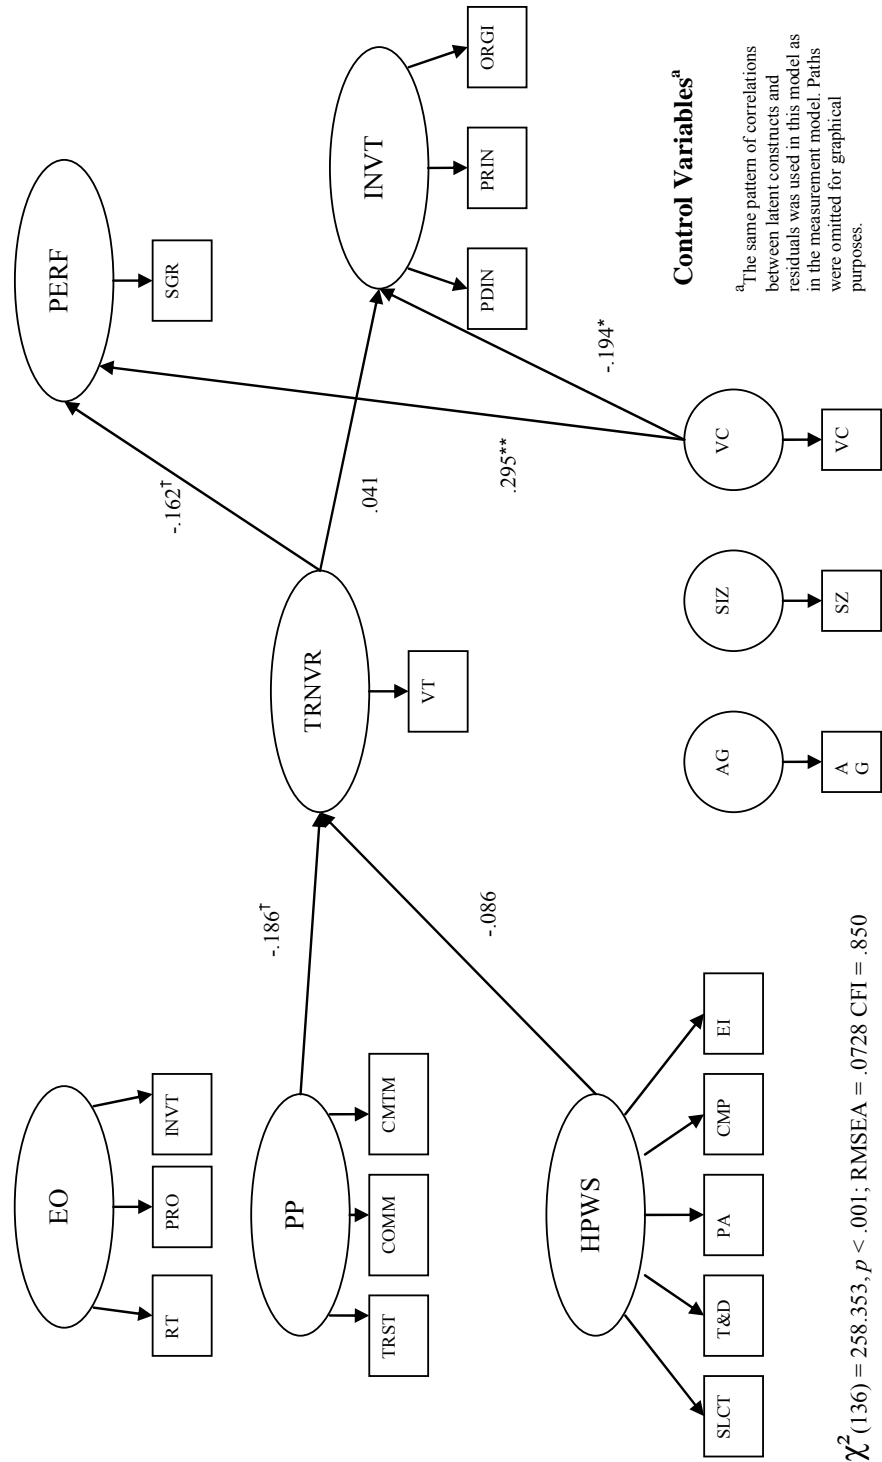 EO
RT
PRO
INVT
PP
TRST
COMM
CMTM
HPWS
SLCT
T&D
PA
CMP
EI
-.186†
-.086
TRNVR
VT
-.162†
.041
.295**
-.194*
PERF
SGR
INVT
PDIN
PRIN
ORGI
AG
A
G
SIZ
SZ
VC
VC
Control Variablesᵃ
ᵃThe same pattern of correlations
between latent constructs and
residuals was used in this model as
in the measurement model. Paths
were omitted for graphical
purposes.
χ² (136) = 258.353, p < .001; RMSEA = .0728 CFI = .850